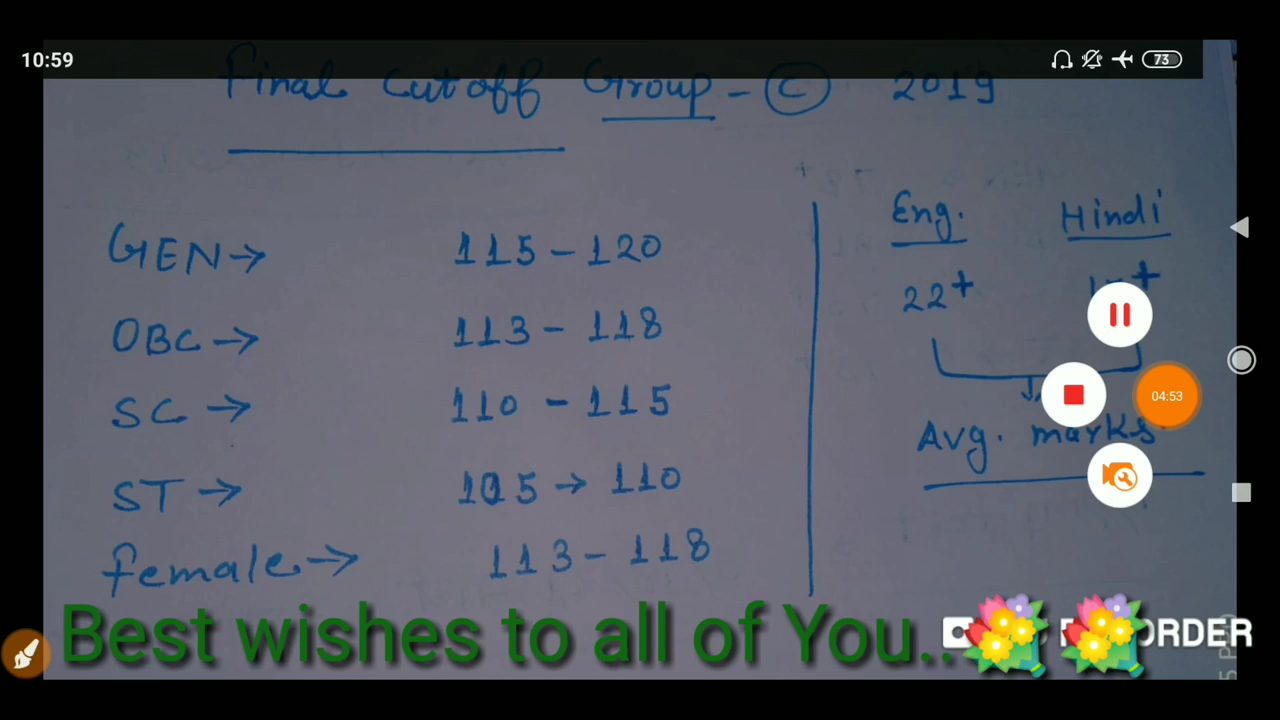 10:59
73
Final Cutoff Group - C 2019
Eng. Hindi
GEN → 115 - 120
22+
OBC → 113 - 118
04:53
SC → 110 - 115
Avg. marks
ST → 105 → 110
female → 113 - 118
Best wishes to all of You..
ORDER